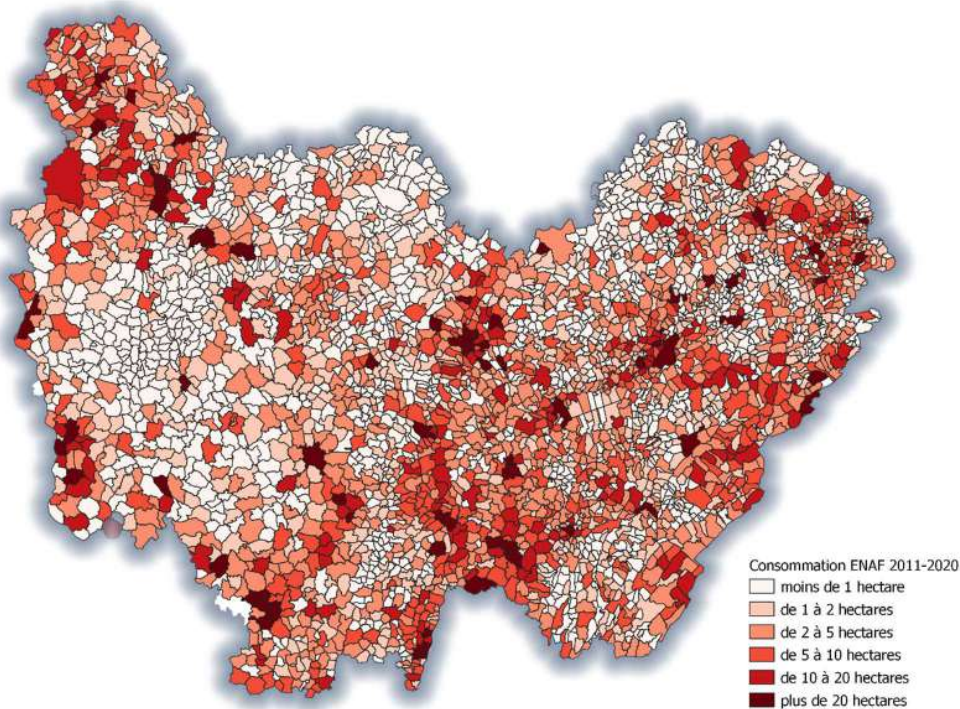 Consommation ENAF 2011-2020
moins de 1 hectare
de 1 à 2 hectares
de 2 à 5 hectares
de 5 à 10 hectares
de 10 à 20 hectares
plus de 20 hectares